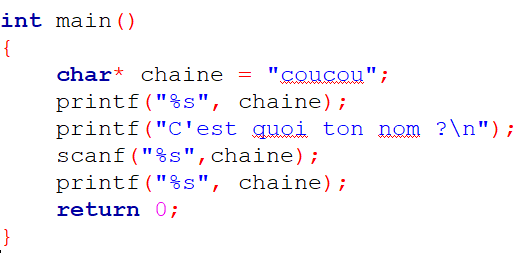 int main()
{
    char* chaine = "coucou";
    printf("%s", chaine);
    printf("C'est quoi ton nom ?\n");
    scanf("%s",chaine);
    printf("%s", chaine);
    return 0;
}